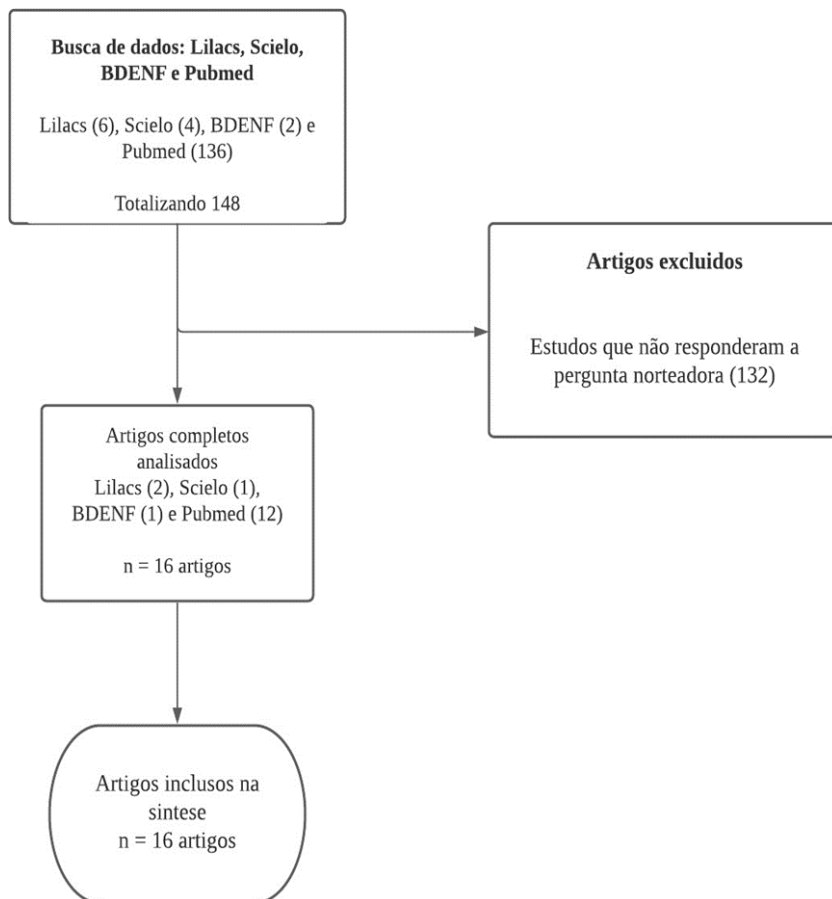 Busca de dados: Lilacs, Scielo,
BDENF e Pubmed
Lilacs (6), Scielo (4), BDENF (2) e
Pubmed (136)
Totalizando 148
Artigos excluidos
Estudos que não responderam a
pergunta norteadora (132)
Artigos completos
analisados
Lilacs (2), Scielo (1),
BDENF (1) e Pubmed (12)
n = 16 artigos
Artigos inclusos na
sintese
n = 16 artigos